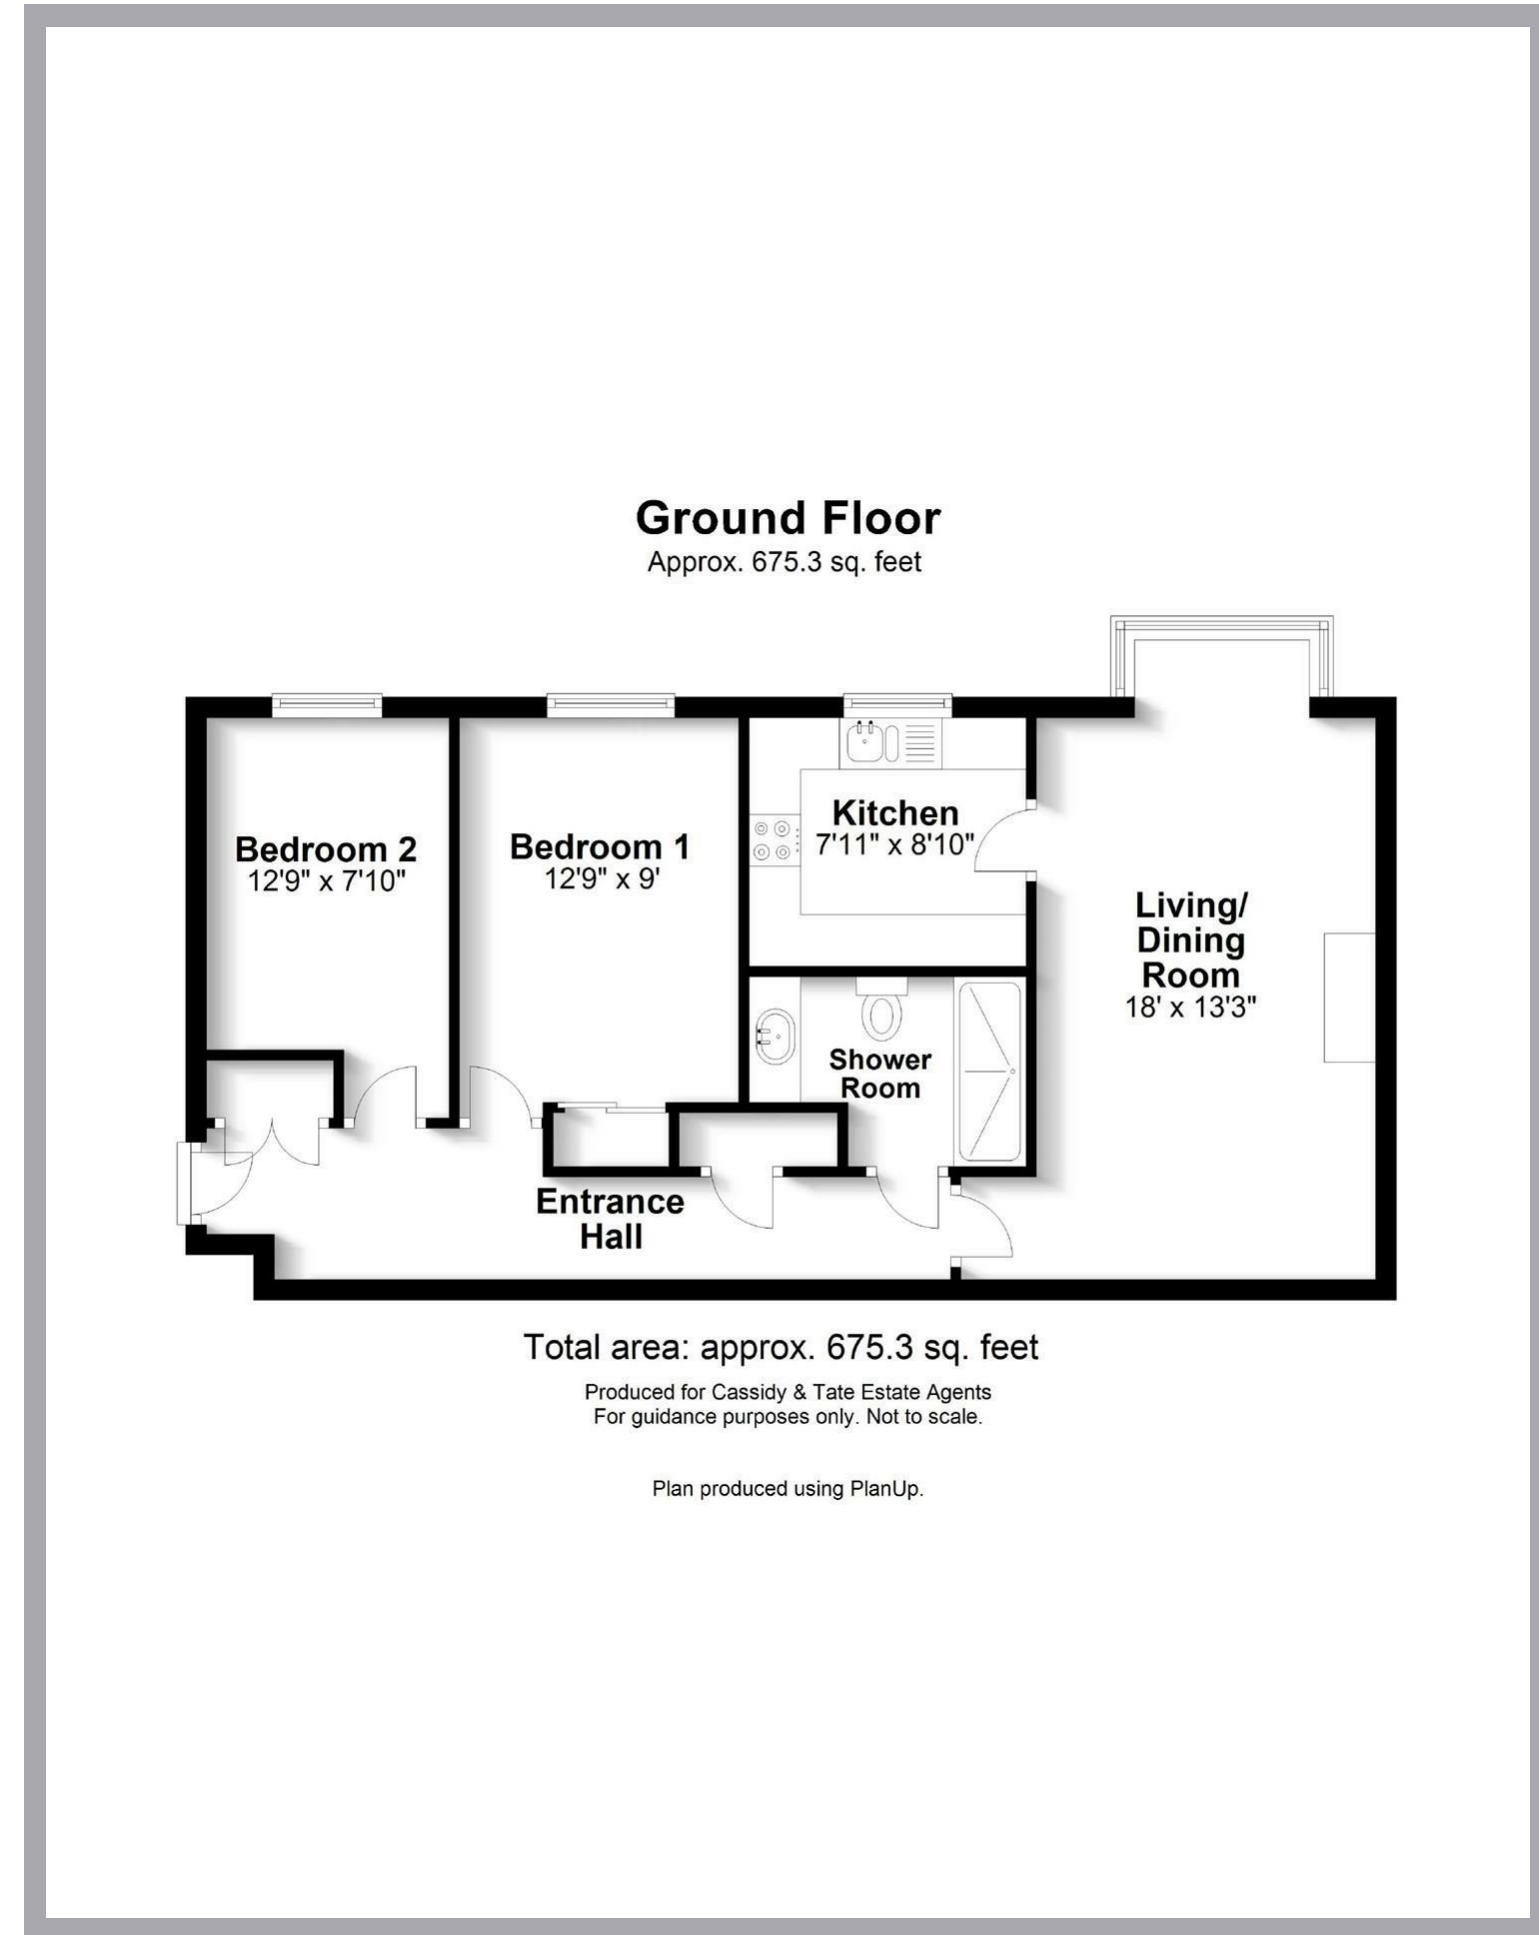 Ground Floor
Approx. 675.3 sq. feet
Bedroom 2
12'9" x 7'10"
Bedroom 1
12'9" x 9'
Kitchen
7'11" x 8'10"
Living/
Dining
Room
18' x 13'3"
Shower
Room
Entrance
Hall
Total area: approx. 675.3 sq. feet
Produced for Cassidy & Tate Estate Agents
For guidance purposes only. Not to scale.
Plan produced using PlanUp.